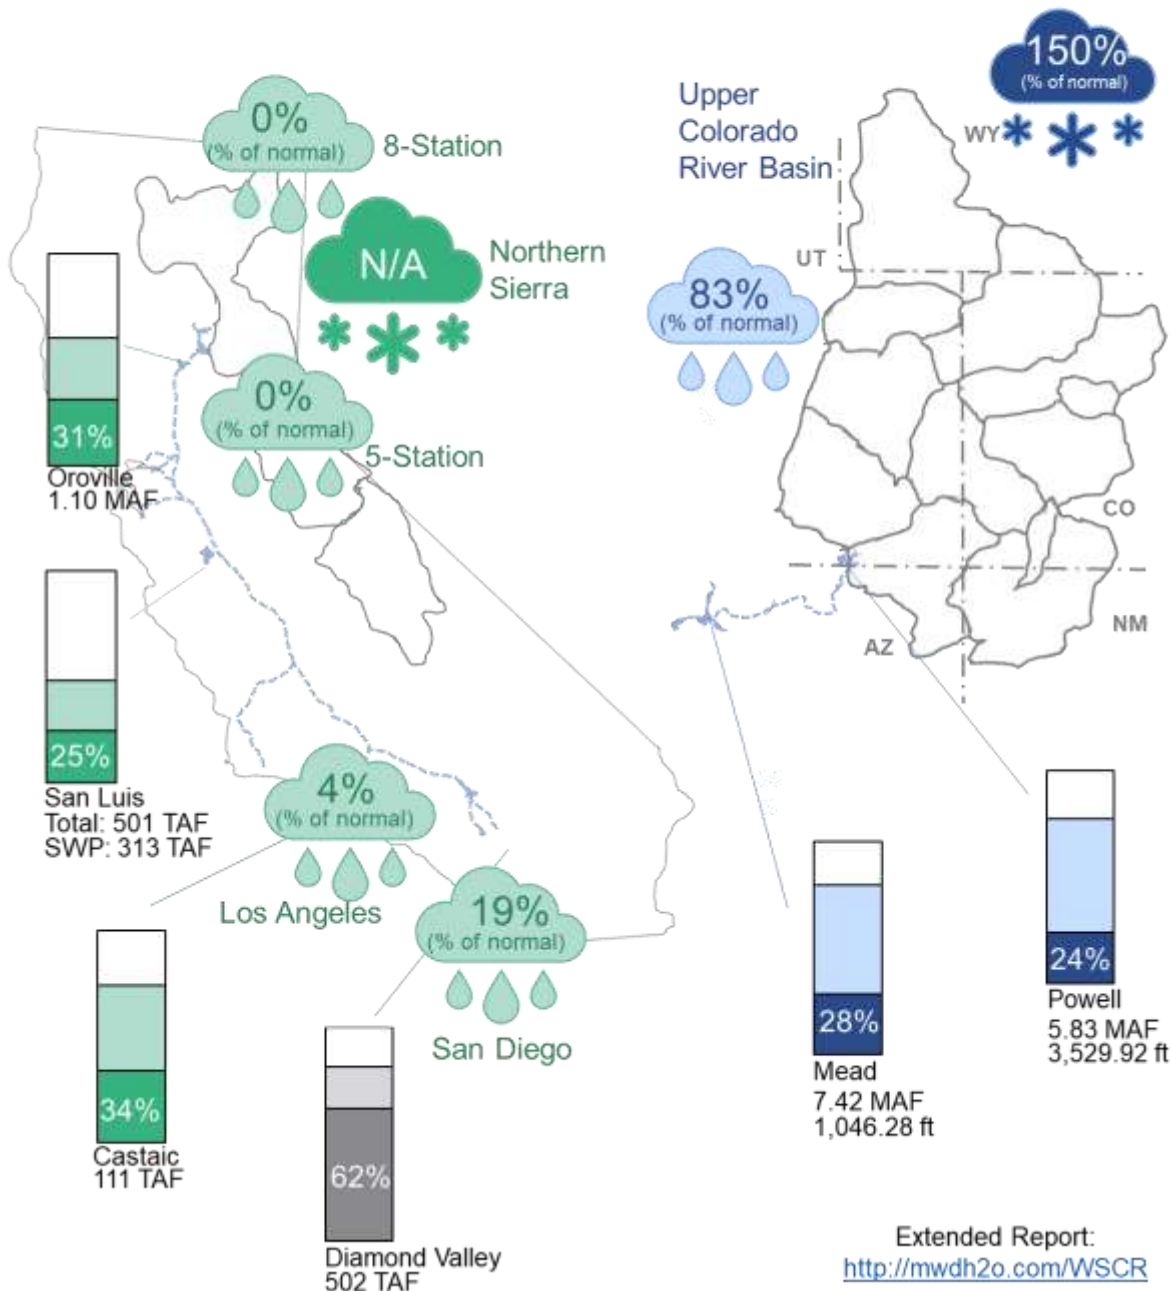 150%
(% of normal)
Upper
Colorado
River Basin
WY
0%
(% of normal)
8-Station
N/A
Northern
Sierra
UT
83%
(% of normal)
0%
(% of normal)
5-Station
31%
Oroville
1.10 MAF
CO
NM
AZ
25%
San Luis
Total: 501 TAF
SWP: 313 TAF
4%
(% of normal)
Los Angeles
19%
(% of normal)
San Diego
34%
Castaic
111 TAF
62%
Diamond Valley
502 TAF
28%
Mead
7.42 MAF
1,046.28 ft
24%
Powell
5.83 MAF
3,529.92 ft
Extended Report:
http://mwdh2o.com/WSCR